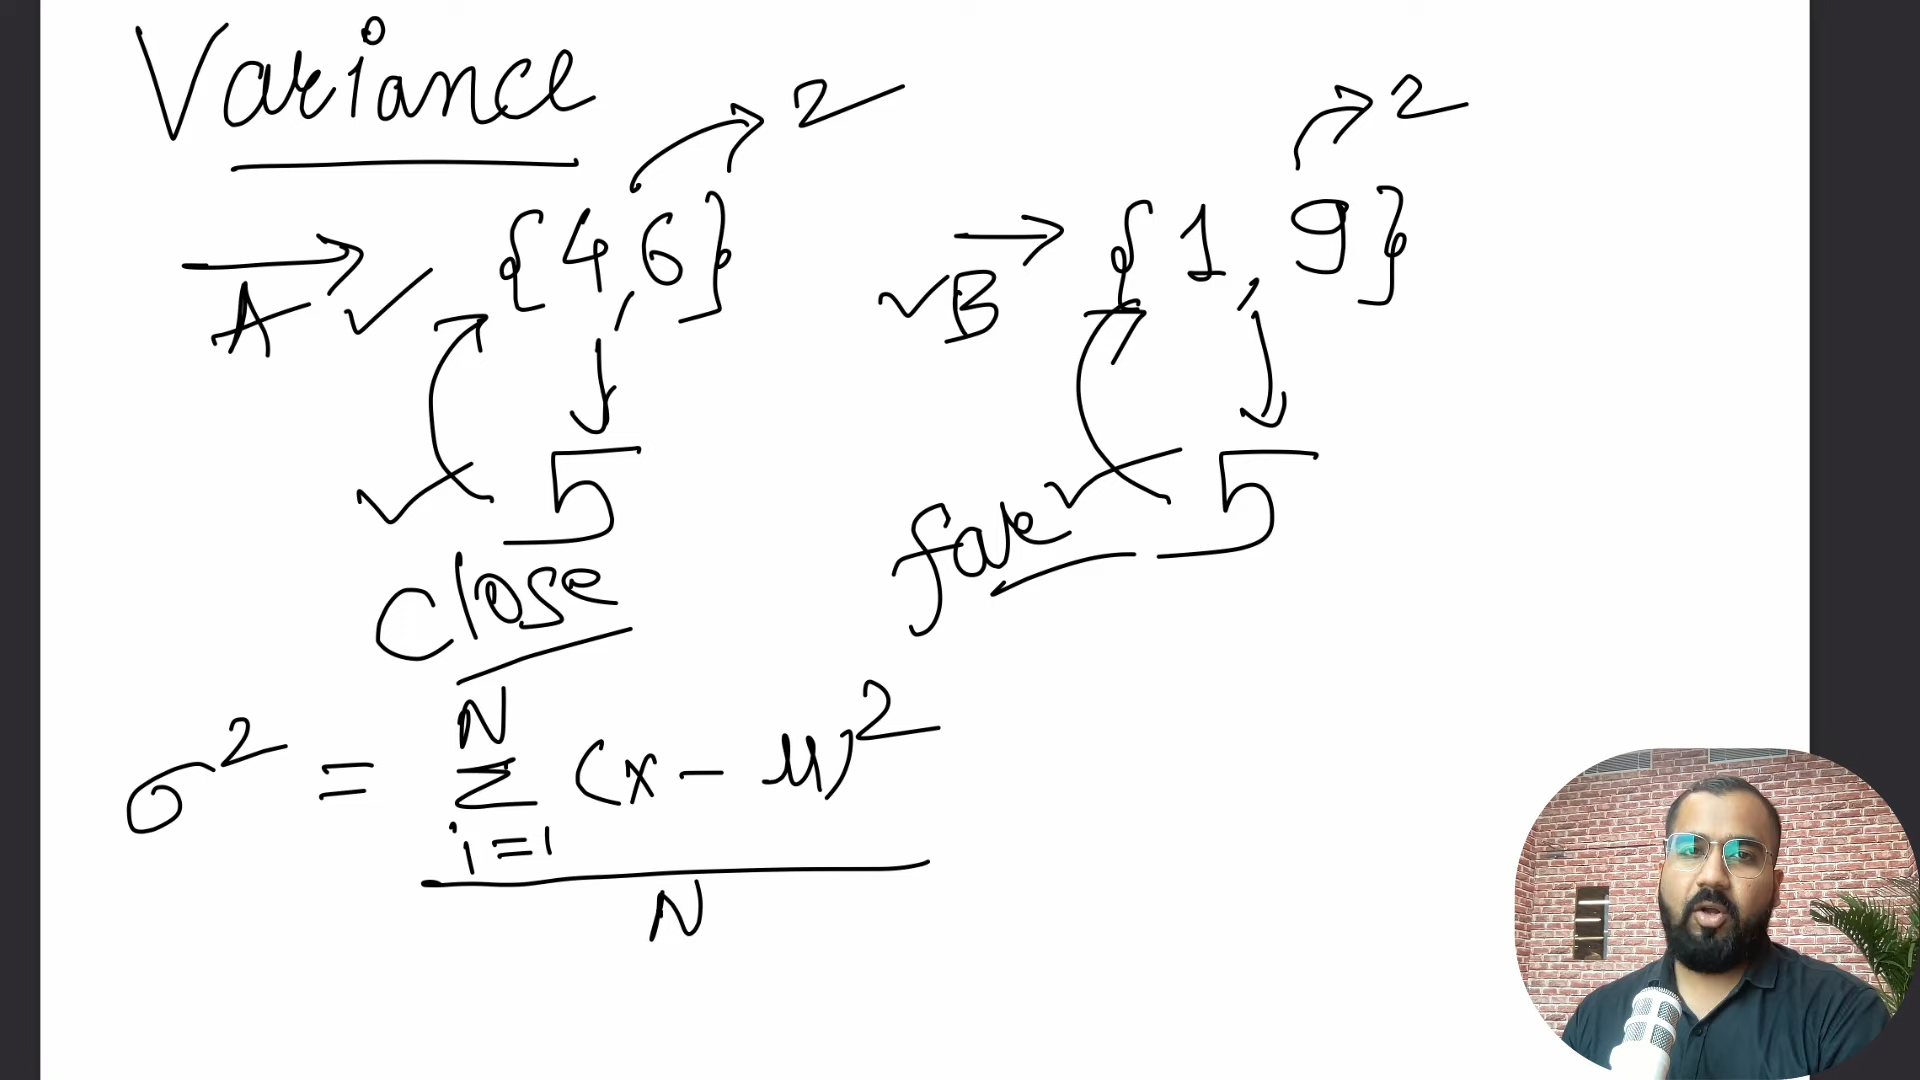 Variance
2
2
A {4, 6}
B {1, 9}
5
5
close
far
σ² = N Σ i=1 (x - μ)²
N